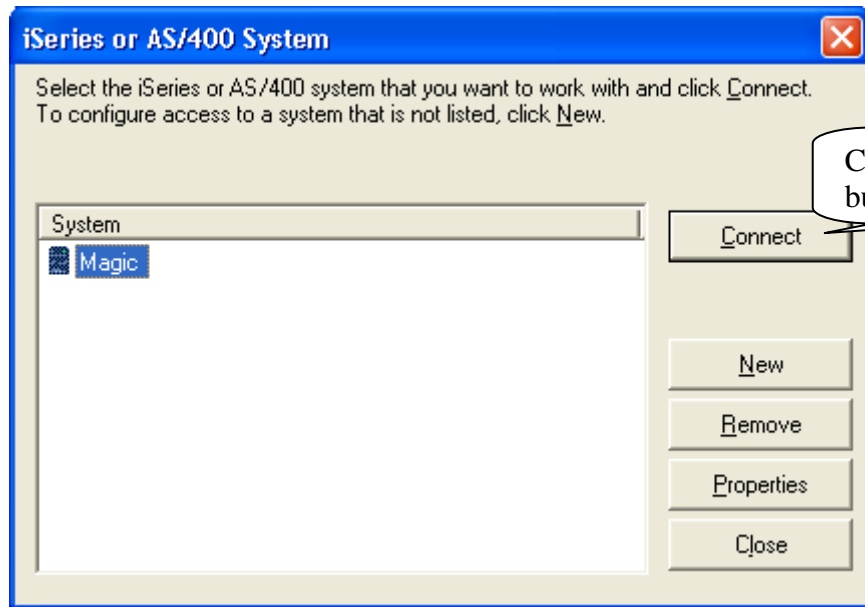 iSeries or AS/400 System
Select the iSeries or AS/400 system that you want to work with and click Connect.
To configure access to a system that is not listed, click New.
System
Magic
Connect
New
Remove
Properties
Close